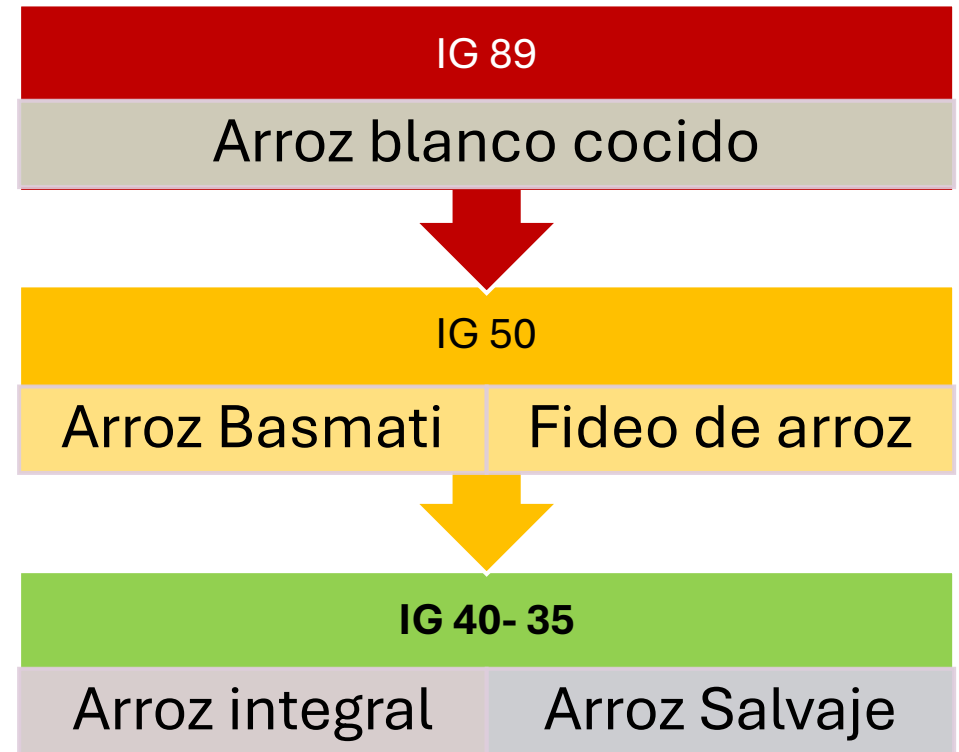 IG 89
Arroz blanco cocido
IG 50
Arroz Basmati
Fideo de arroz
IG 40- 35
Arroz integral
Arroz Salvaje